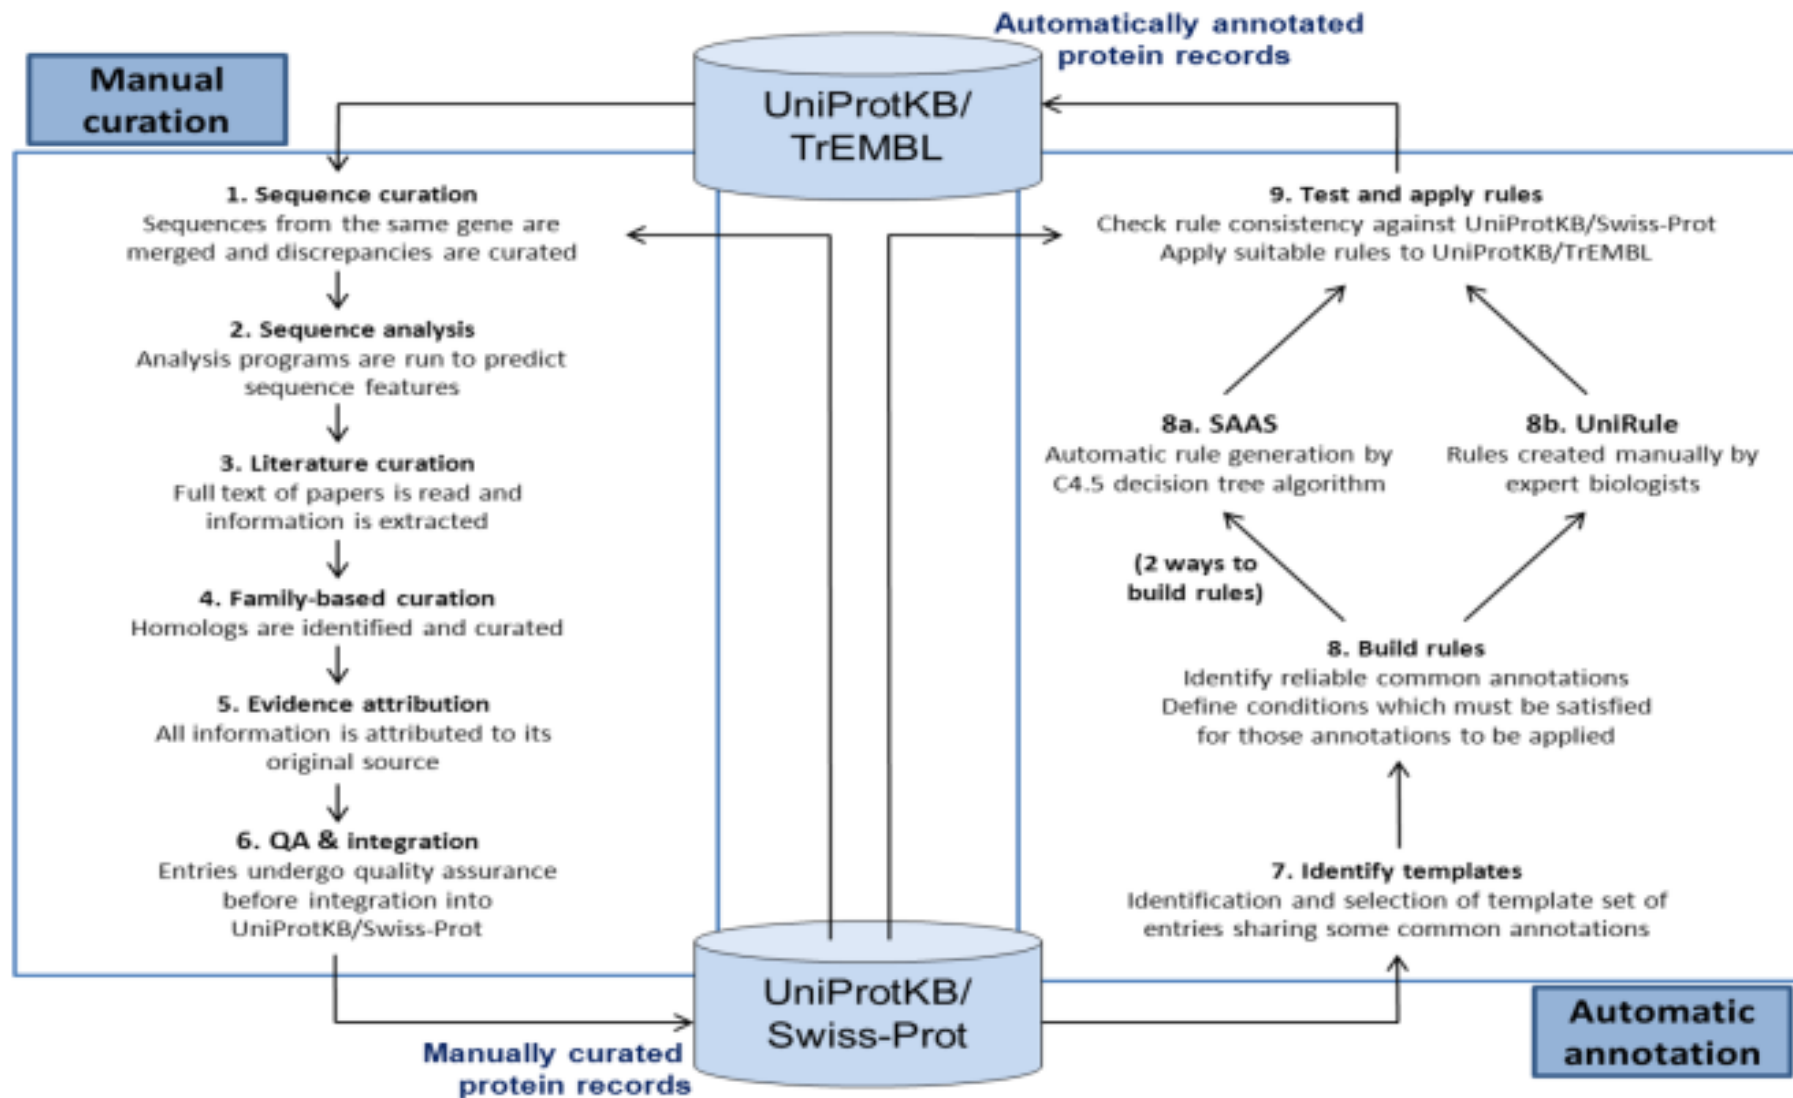 Automatically annotated
protein records
Manual
curation
UniProtKB/
TrEMBL
1. Sequence curation
Sequences from the same gene are
merged and discrepancies are curated
2. Sequence analysis
Analysis programs are run to predict
sequence features
3. Literature curation
Full text of papers is read and
information is extracted
4. Family-based curation
Homologs are identified and curated
5. Evidence attribution
All information is attributed to its
original source
6. QA & integration
Entries undergo quality assurance
before integration into
UniProtKB/Swiss-Prot
Manually curated
protein records
UniProtKB/
Swiss-Prot
9. Test and apply rules
Check rule consistency against UniProtKB/Swiss-Prot
Apply suitable rules to UniProtKB/TrEMBL
8a. SAAS
Automatic rule generation by
C4.5 decision tree algorithm
8b. UniRule
Rules created manually by
expert biologists
(2 ways to
build rules)
8. Build rules
Identify reliable common annotations
Define conditions which must be satisfied
for those annotations to be applied
7. Identify templates
Identification and selection of template set of
entries sharing some common annotations
Automatic
annotation